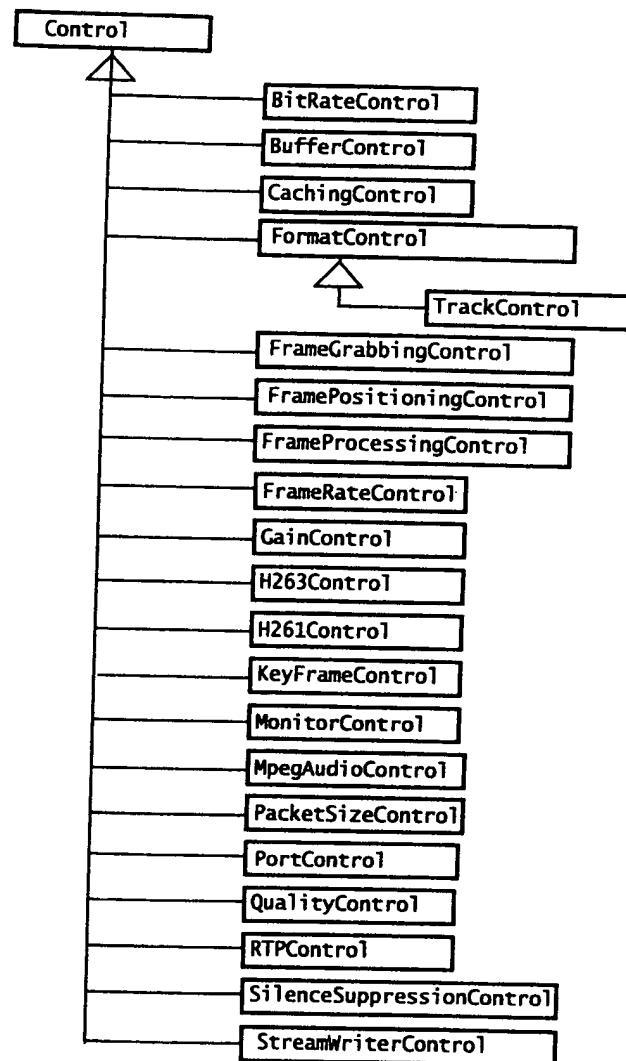 Control
BitRateControl
BufferControl
CachingControl
FormatControl
TrackControl
FrameGrabbingControl
FramePositioningControl
FrameProcessingControl
FrameRateControl
GainControl
H263Control
H261Control
KeyFrameControl
MonitorControl
MpegAudioControl
PacketSizeControl
PortControl
QualityControl
RTPControl
SilenceSuppressionControl
StreamWriterControl